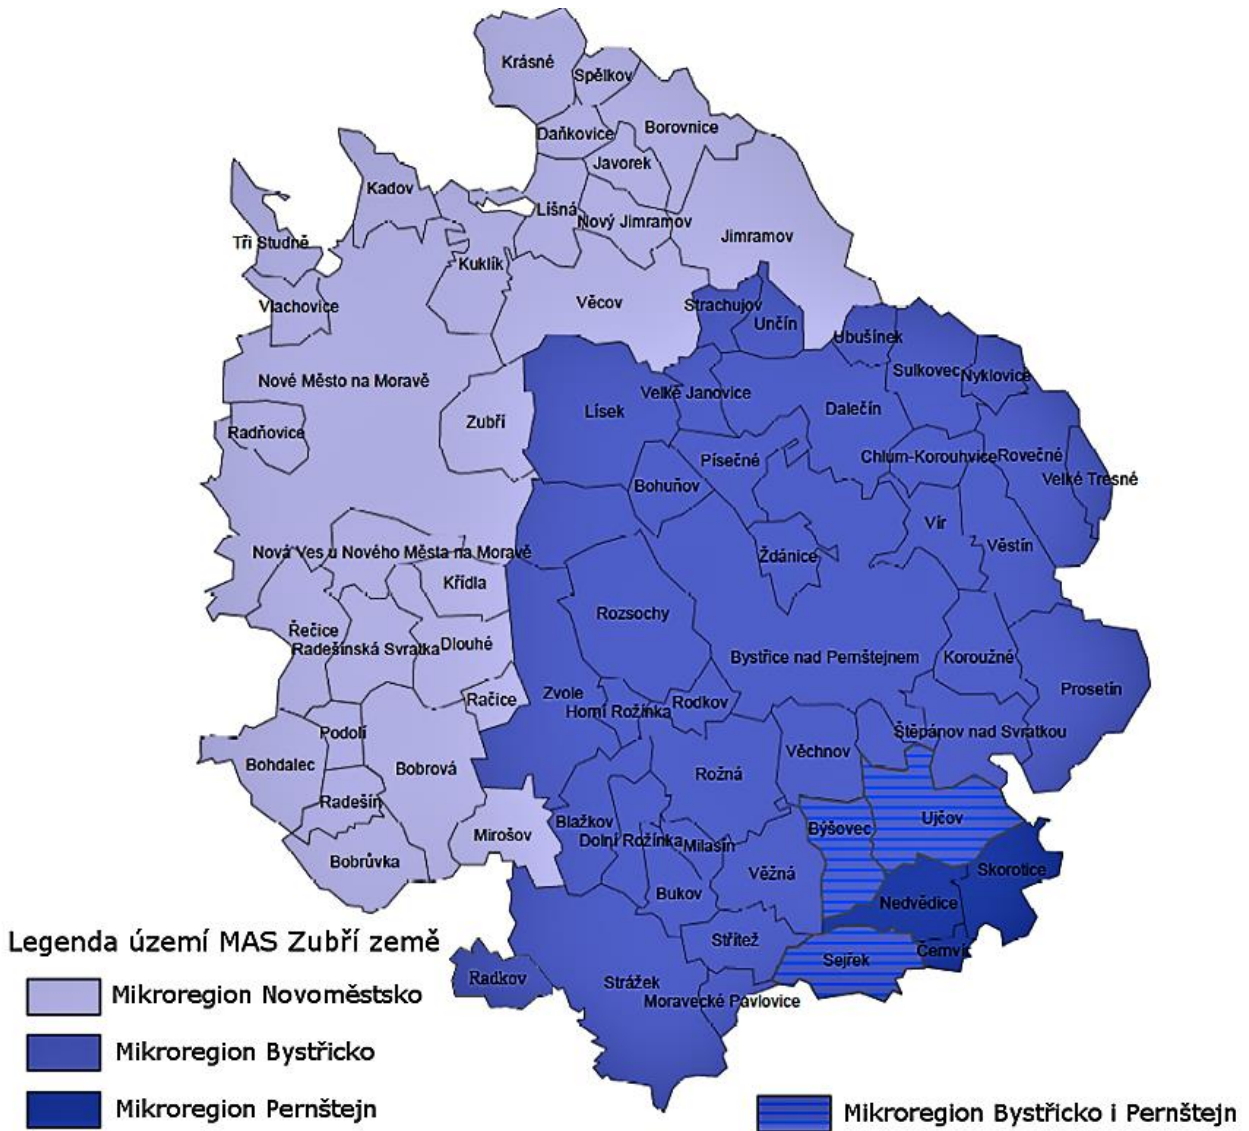 Krásné
Spělkov
Daňkovice
Borovnice
Javorek
Kadov
Líšná
Nový Jimramov
Jimramov
Tři Studně
Kuklík
Vlachovice
Věcov
Strachujov
Unčín
Ubušínek
Sulkovec
Nyklovice
Nové Město na Moravě
Velké Janovice
Lísek
Dalečín
Zubří
Radňovice
Písečné
Chlum-Korouhvice
Rovečné
Velké Tresné
Bohuňov
Vír
Věstín
Nová Ves u Nového Města na Moravě
Ždánice
Křídla
Rozsochy
Řečice
Radešínská Svratka
Dlouhé
Bystřice nad Pernštejnem
Koroužné
Prosetín
Zvole
Račice
Horní Rožínka
Rodkov
Podolí
Štěpánov nad Svratkou
Věchnov
Bohdalec
Bobrová
Rožná
Radešín
Blažkov
Býšovec
Ujčov
Mirošov
Dolní Rožínka
Milasín
Bobrůvka
Věžná
Skorotice
Bukov
Nedvědice
Střítež
Černvír
Sejřek
Radkov
Strážek
Moravecké Pavlovice
Legenda území MAS Zubří země
Mikroregion Novoměstsko
Mikroregion Bystřicko
Mikroregion Pernštejn
Mikroregion Bystřicko i Pernštejn